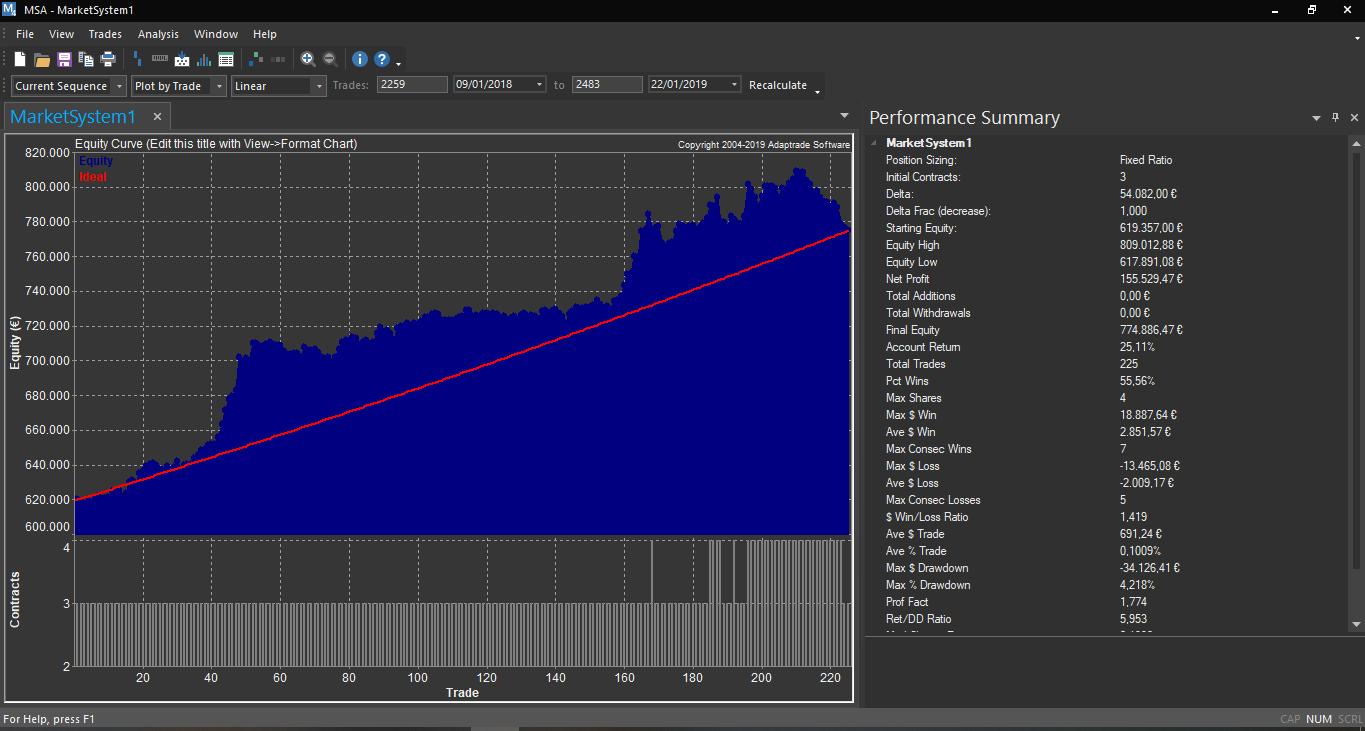 MSA - MarketSystem1
File View Trades Analysis Window Help
Current Sequence Plot by Trade Linear Trades: 2259 09/01/2018 to 2483 22/01/2019 Recalculate
MarketSystem1
Equity Curve (Edit this title with View->Format Chart)
Copyright 2004-2019 Adaptrade Software
Equity
Ideal
820.000
800.000
780.000
760.000
740.000
720.000
700.000
680.000
660.000
640.000
620.000
600.000
Equity (€)
4
3
2
Contracts
20 40 60 80 100 120 140 160 180 200 220
Trade
Performance Summary
MarketSystem1
Position Sizing: Fixed Ratio
Initial Contracts: 3
Delta: 54.082,00 €
Delta Frac (decrease): 1,000
Starting Equity: 619.357,00 €
Equity High 809.012,88 €
Equity Low 617.891,08 €
Net Profit 155.529,47 €
Total Additions 0,00 €
Total Withdrawals 0,00 €
Final Equity 774.886,47 €
Account Return 25,11%
Total Trades 225
Pct Wins 55,56%
Max Shares 4
Max $ Win 18.887,64 €
Ave $ Win 2.851,57 €
Max Consec Wins 7
Max $ Loss -13.465,08 €
Ave $ Loss -2.009,17 €
Max Consec Losses 5
$ Win/Loss Ratio 1,419
Ave $ Trade 691,24 €
Ave % Trade 0,1009%
Max $ Drawdown -34.126,41 €
Max % Drawdown 4,218%
Prof Fact 1,774
Ret/DD Ratio 5,953
For Help, press F1
CAP NUM SCRL